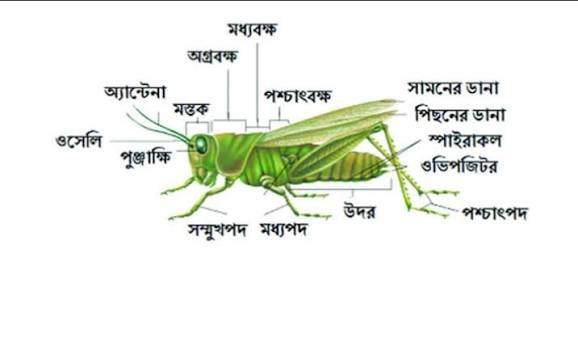 মধ্যবক্ষ
অগ্রবক্ষ
অ্যান্টেনা
মস্তক
পশ্চাৎবক্ষ
সামনের ডানা
পিছনের ডানা
ওসেলি
পুঞ্জাক্ষি
স্পাইরাকল
ওভিপজিটর
উদর
পশ্চাৎপদ
সম্মুখপদ
মধ্যপদ